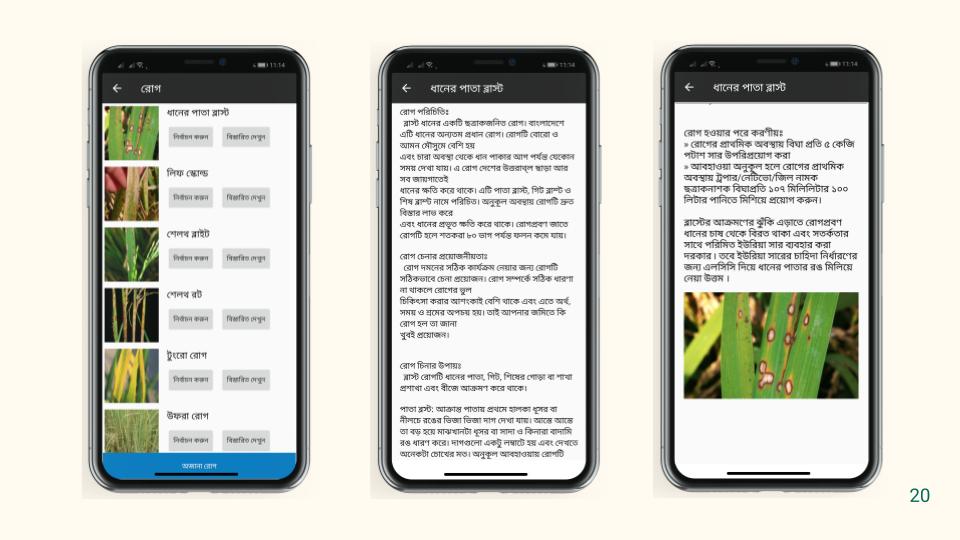 11:14
রোগ
ধানের পাতা ব্লাস্ট
নির্বাচন করুন বিস্তারিত দেখুন
লিফ স্কোল্ড
নির্বাচন করুন বিস্তারিত দেখুন
শেলথ ব্লাইট
নির্বাচন করুন বিস্তারিত দেখুন
শেলথ রট
নির্বাচন করুন বিস্তারিত দেখুন
টুংরো রোগ
নির্বাচন করুন বিস্তারিত দেখুন
উফরা রোগ
নির্বাচন করুন বিস্তারিত দেখুন
অজানা রোগ
11:14
ধানের পাতা ব্লাস্ট
রোগ পরিচিতিঃ
ব্লাস্ট ধানের একটি ছত্রাকজনিত রোগ। বাংলাদেশে
এটি ধানের অন্যতম প্রধান রোগ। রোগটি বোরো ও
আমন মৌসুমে বেশি হয়
এবং চারা অবস্থা থেকে ধান পাকার আগ পর্যন্ত যেকোন
সময় দেখা যায়। এ রোগ দেশের উত্তরাখ্ল ছাড়া আর
সব জায়গাতেই
ধানের ক্ষতি করে থাকে। এটি পাতা ব্লাস্ট, গিট ব্লাস্ট ও
শিষ ব্লাস্ট নামে পরিচিত। অনুকূল অবস্থায় রোগটি দ্রুত
বিস্তার লাভ করে
এবং ধানের প্রভূত ক্ষতি করে থাকে। রোগপ্রবণ জাতে
রোগটি হলে শতকরা ৮০ ভাগ পর্যন্ত ফলন কমে যায়।
রোগ চেনার প্রয়োজনীয়তাঃ
রোগ দমনের সঠিক কার্যক্রম নেয়ার জন্য রোগটি
সঠিকভাবে চেনা প্রয়োজন। রোগ সম্পর্কে সঠিক ধারণা
না থাকলে রোগের ভুল
চিকিৎসা করার আশংকাই বেশি থাকে এবং এতে অর্থ,
সময় ও শ্রমের অপচয় হয়। তাই আপনার জমিতে কি
রোগ হল তা জানা
খুবই প্রয়োজন।
রোগ চিনার উপায়ঃ
ব্লাস্ট রোগটি ধানের পাতা, গিট, শিষের গোড়া বা শাখা
প্রশাখা এবং বীজে আক্রমণ করে থাকে।
পাতা ব্লাস্ট: আক্রান্ত পাতায় প্রথমে হালকা ধূসর বা
নীলচে রঙের ভিজা ভিজা দাগ দেখা যায়। আস্তে আস্তে
তা বড় হয়ে মাঝখানটা ধূসর বা সাদা ও কিনারা বাদামি
রঙ ধারণ করে। দাগগুলো একটু লম্বাটে হয় এবং দেখতে
অনেকটা চোখের মত। অনুকূল আবহাওয়ায় রোগটি
11:14
ধানের পাতা ব্লাস্ট
রোগ হওয়ার পরে করণীয়ঃ
» রোগের প্রাথমিক অবস্থায় বিঘা প্রতি ৫ কেজি
পটাশ সার উপরিপ্রয়োগ করা
» আবহাওয়া অনুকূল হলে রোগের প্রাথমিক
অবস্থায় ট্রুপার/নেটিভো/জিল নামক
ছত্রাকনাশক বিঘাপ্রতি ১০৭ মিলিলিটার ১০০
লিটার পানিতে মিশিয়ে প্রয়োগ করুন।
ব্লাস্টের আক্রমণের ঝুঁকি এড়াতে রোগপ্রবণ
ধানের চাষ থেকে বিরত থাকা এবং সতর্কতার
সাথে পরিমিত ইউরিয়া সার ব্যবহার করা
দরকার। তবে ইউরিয়া সারের চাহিদা নির্ধারণের
জন্য এলসিসি দিয়ে ধানের পাতার রঙ মিলিয়ে
নেয়া উত্তম।
20